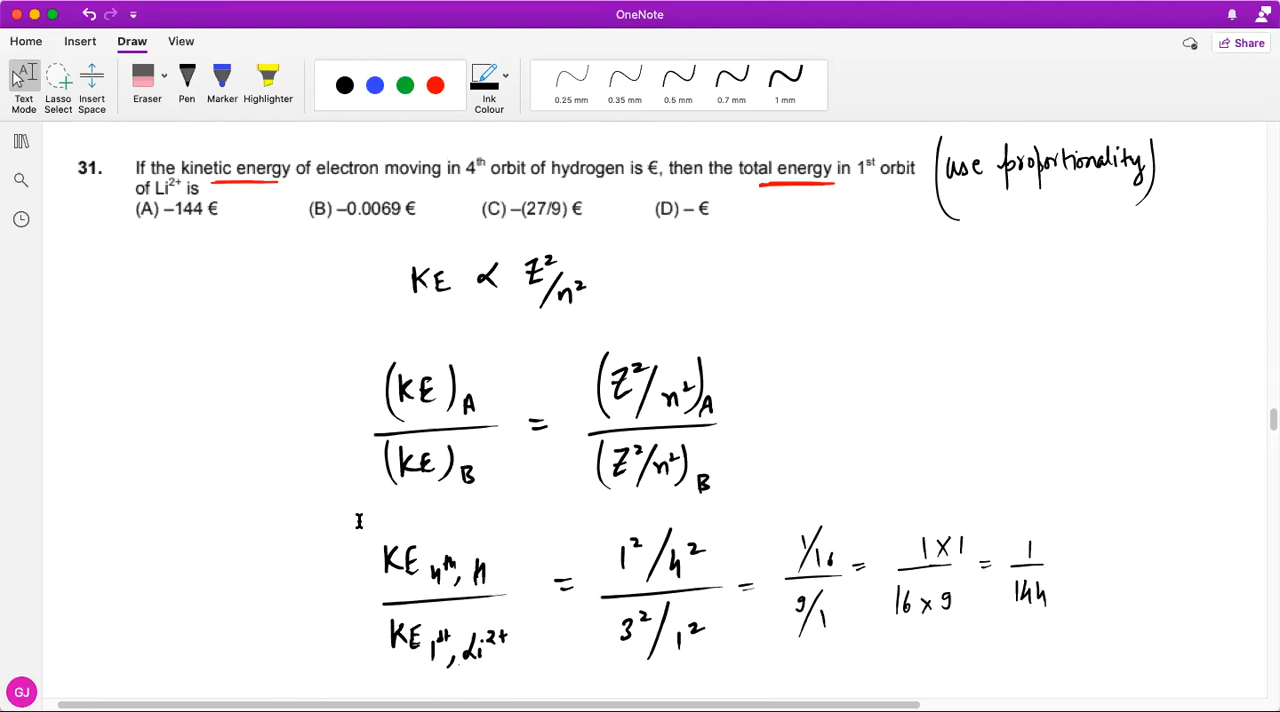 OneNote
Home Insert Draw View
Share
Text Mode
Lasso Select
Insert Space
Eraser
Pen
Marker
Highlighter
Ink Colour
0.25 mm 0.35 mm 0.5 mm 0.7 mm 1 mm
31. If the kinetic energy of electron moving in 4th orbit of hydrogen is €, then the total energy in 1st orbit
of Li2+ is
(A) –144 € (B) –0.0069 € (C) –(27/9) € (D) – €
(use proportionality)
KE ∝ Z²/n²
(KE)A / (KE)B = (Z²/n²)A / (Z²/n²)B
KE 4th, H / KE 1st, Li2+ = 1²/4² / 3²/1² = 1/16 / 9/1 = 1×1 / 16×9 = 1 / 144
GJ